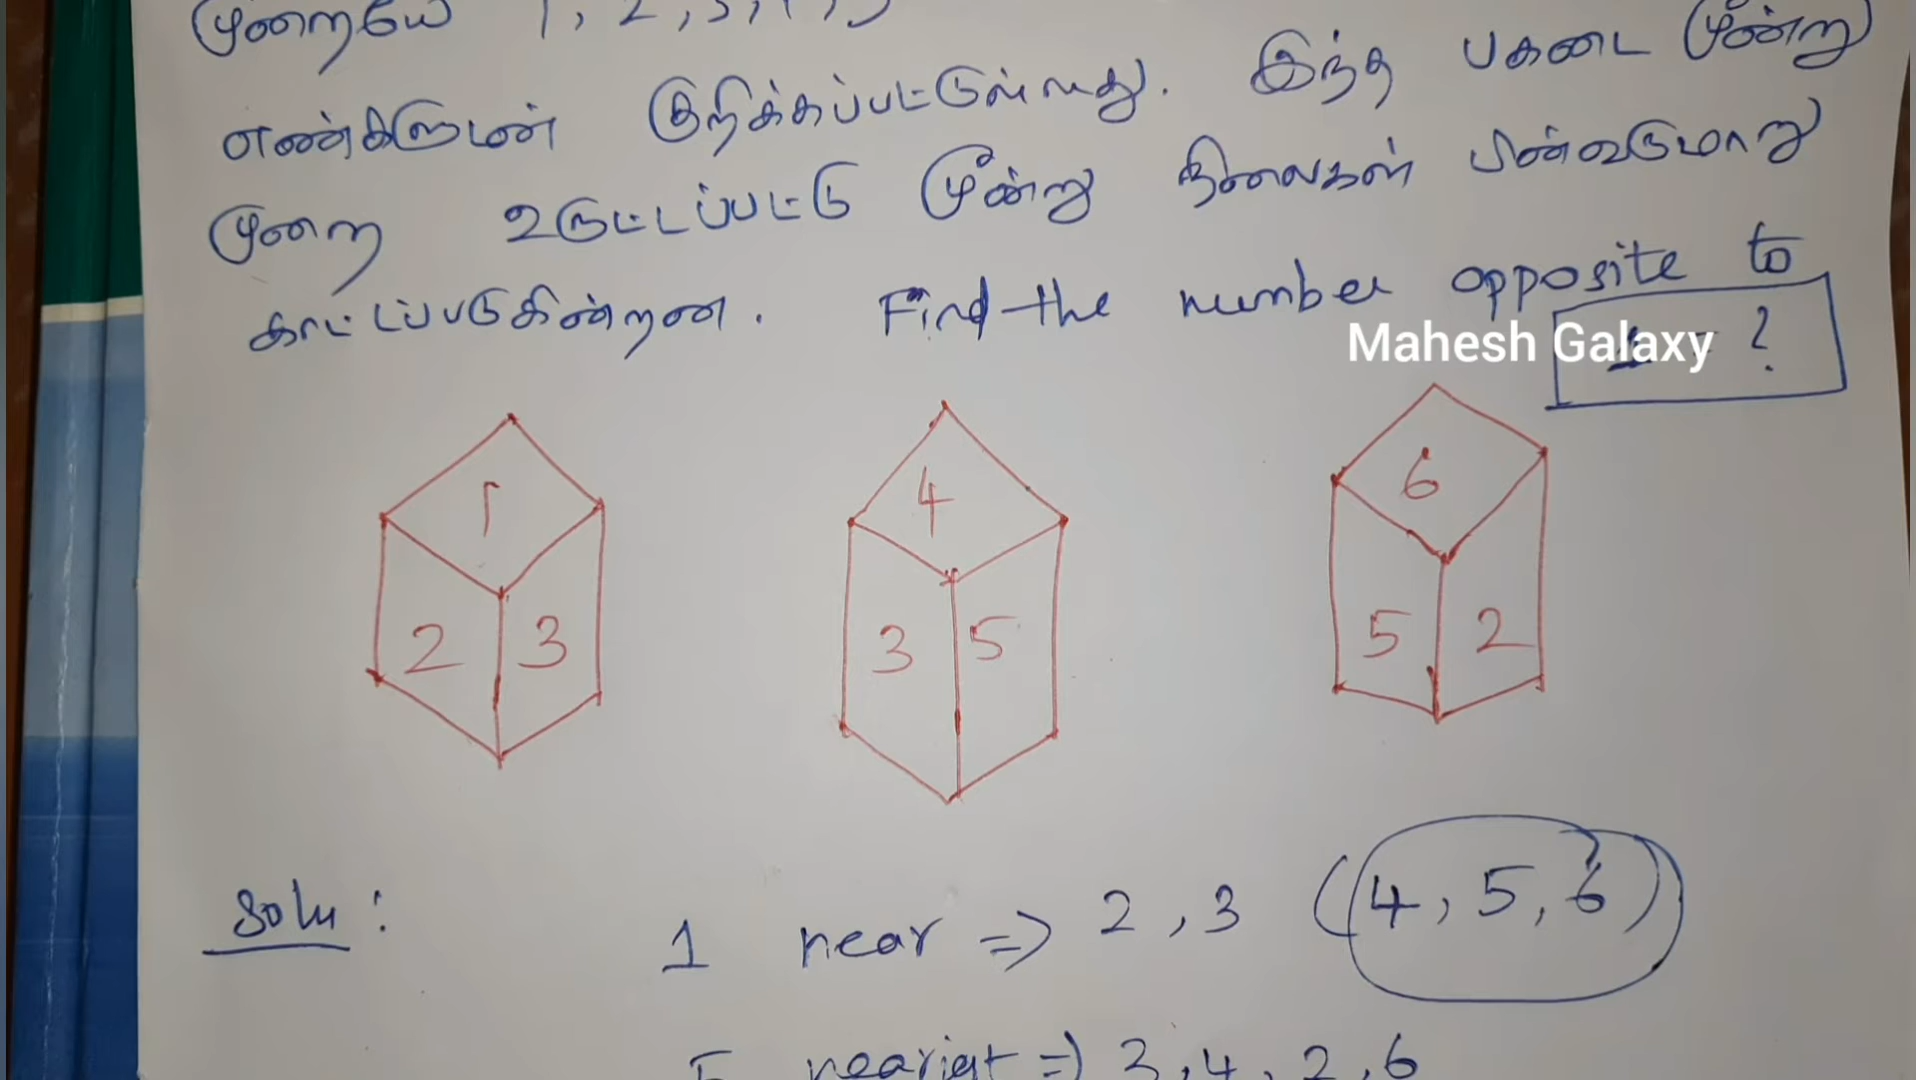 முறையே 1, 2, 3, 4, 5
எண்களுடன் குறிக்கப்பட்டுள்ளது. இந்த பகடை மூன்று
முறை உருட்டப்பட்டு மூன்று நிலைகள் பின்வருமாறு
காட்டப்படுகின்றன. Find the number opposite to
Mahesh Galaxy
?
1
2 3
4
3 5
6
5 2
Solu :
1 near => 2, 3 (4, 5, 6)
5 neariest => 3, 4, 2, 6